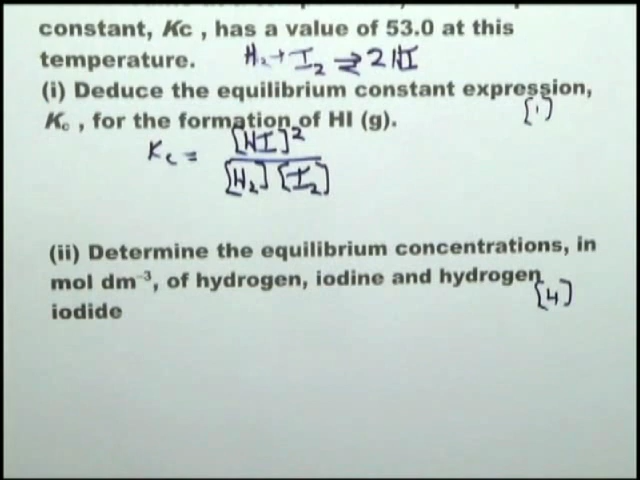 constant, Kc , has a value of 53.0 at this
temperature. H₂ + I₂ ⇌ 2HI
(i) Deduce the equilibrium constant expression,
[1]
Kc , for the formation of HI (g).
Kc = [HI]²
[H₂] [I₂]
(ii) Determine the equilibrium concentrations, in
mol dm⁻³, of hydrogen, iodine and hydrogen
[4]
iodide